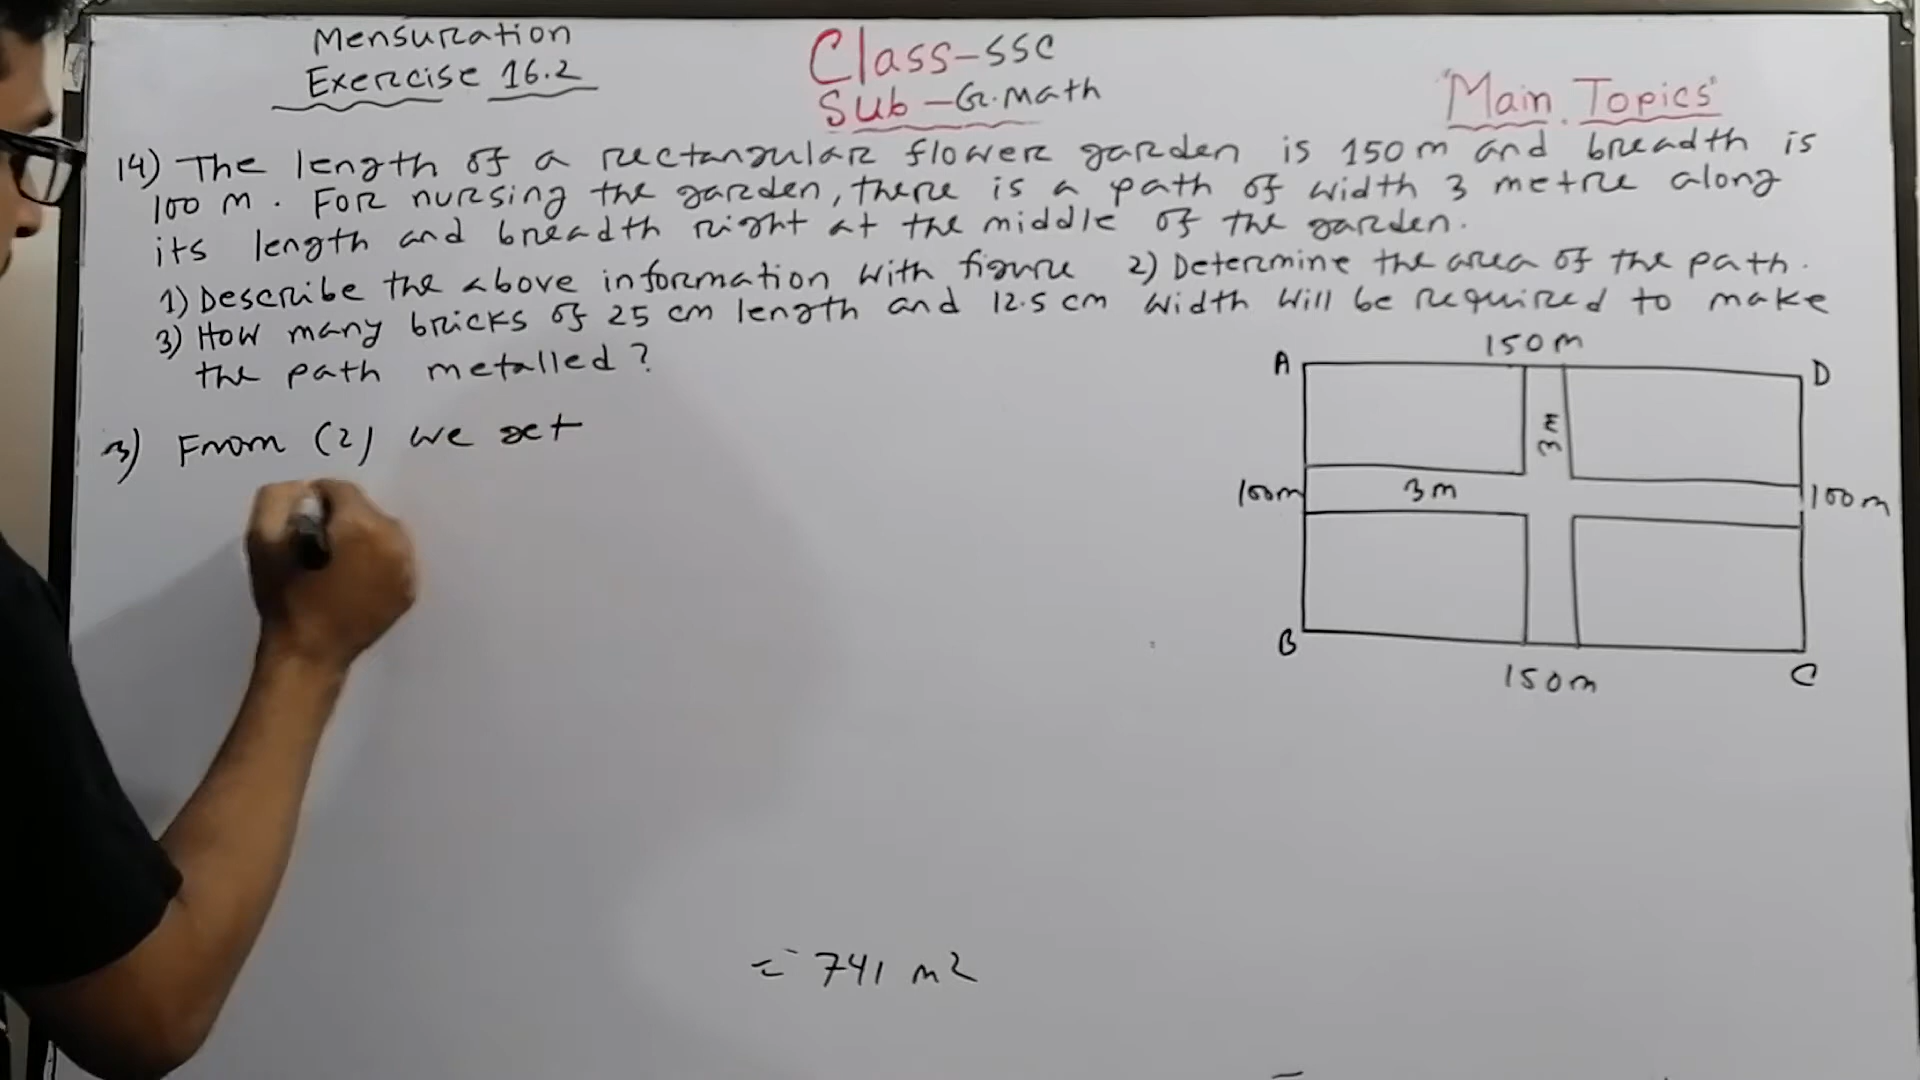 Mensuration
Exercise 16.2
Class-SSC
Sub-G.Math
"Main Topics"
14) The length of a rectangular flower garden is 150 m and breadth is
100 m. For nursing the garden, there is a path of width 3 metre along
its length and breadth right at the middle of the garden.
1) Describe the above information with figure 2) Determine the area of the path.
3) How many bricks of 25 cm length and 12.5 cm width will be required to make
the path metalled?
3) From (2) we get
150 m
A
D
3m
100m
3m
100m
B
C
150m
= 741 m2